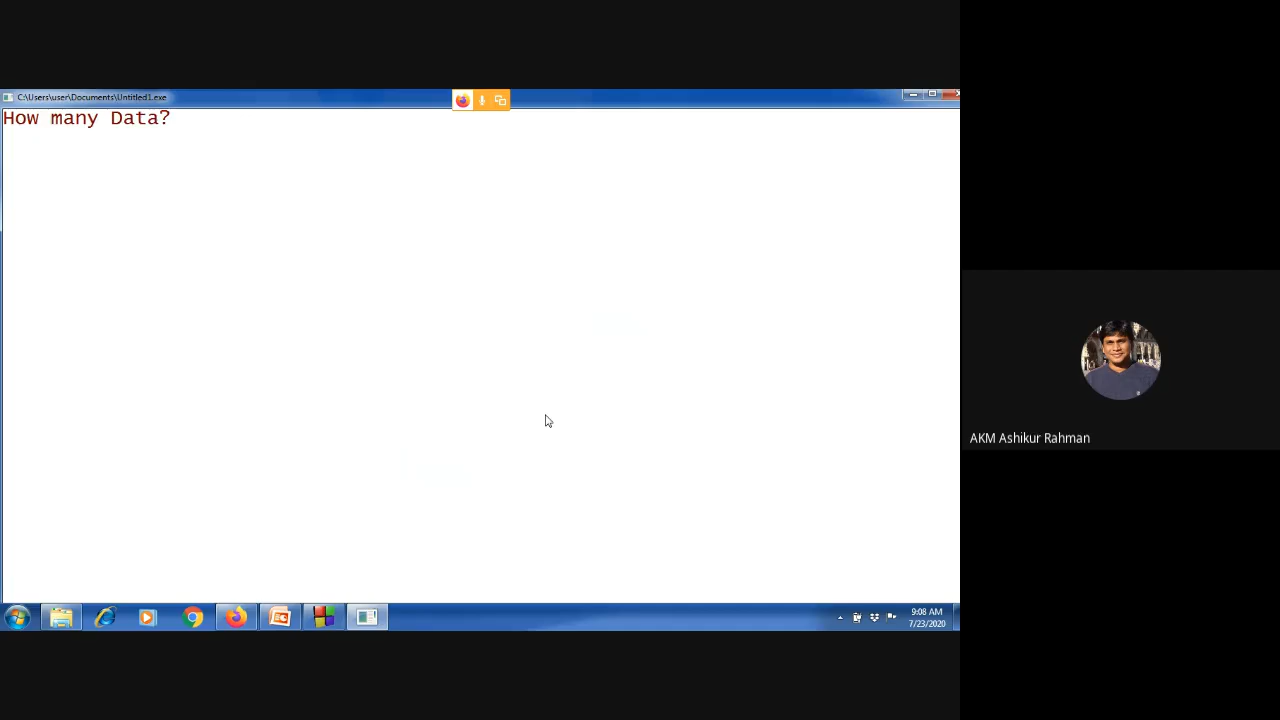 C:\Users\user\Documents\Untitled1.exe
How many Data?
AKM Ashikur Rahman
9:08 AM
7/23/2020